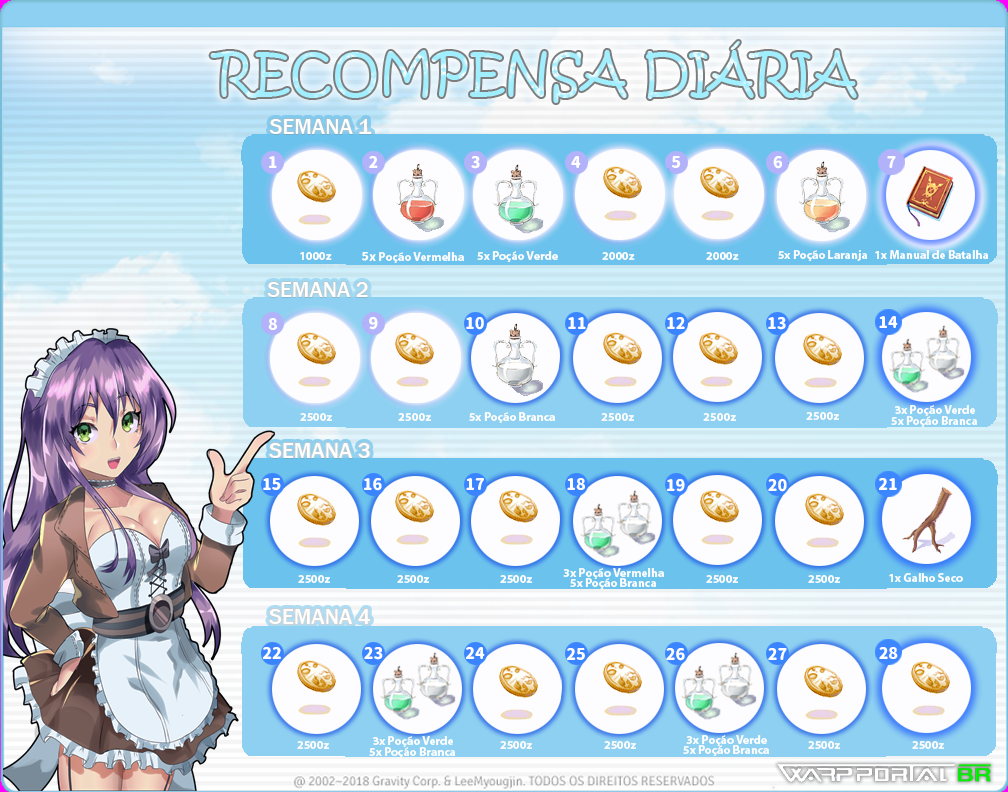 RECOMPENSA DIÁRIA
SEMANA 1
1 2 3 4 5 6 7
1000z 5x Poção Vermelha 5x Poção Verde 2000z 2000z 5x Poção Laranja 1x Manual de Batalha
SEMANA 2
8 9 10 11 12 13 14
2500z 2500z 5x Poção Branca 2500z 2500z 2500z 3x Poção Verde
5x Poção Branca
SEMANA 3
15 16 17 18 19 20 21
2500z 2500z 2500z 3x Poção Vermelha 2500z 2500z 1x Galho Seco
5x Poção Branca
SEMANA 4
22 23 24 25 26 27 28
2500z 3x Poção Verde 2500z 2500z 3x Poção Verde 2500z 2500z
5x Poção Branca 5x Poção Branca
@ 2002~2018 Gravity Corp. & LeeMyougjin. TODOS OS DIREITOS RESERVADOS
WARPPORTAL BR